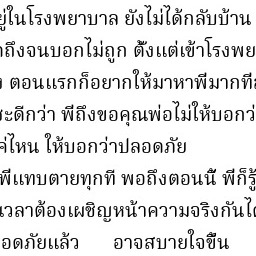 อยู่ในโรงพยาบาล ยังไม่ได้กลับบ้าน
ถึงจนบอกไม่ถูก ตั้งแต่เข้าโรงพย
ตอนแรกก็อยากให้มาหาพี่มากที่
ะดีกว่า พี่ถึงขอคุณพ่อไม่ให้บอกว่
ค่ไหน ให้บอกว่าปลอดภัย
พี่แทบตายทุกที พอถึงตอนนี้ พี่ก็รู้
เวลาต้องเผชิญหน้าความจริงกันได้
อดภัยแล้ว อาจสบายใจขึ้น